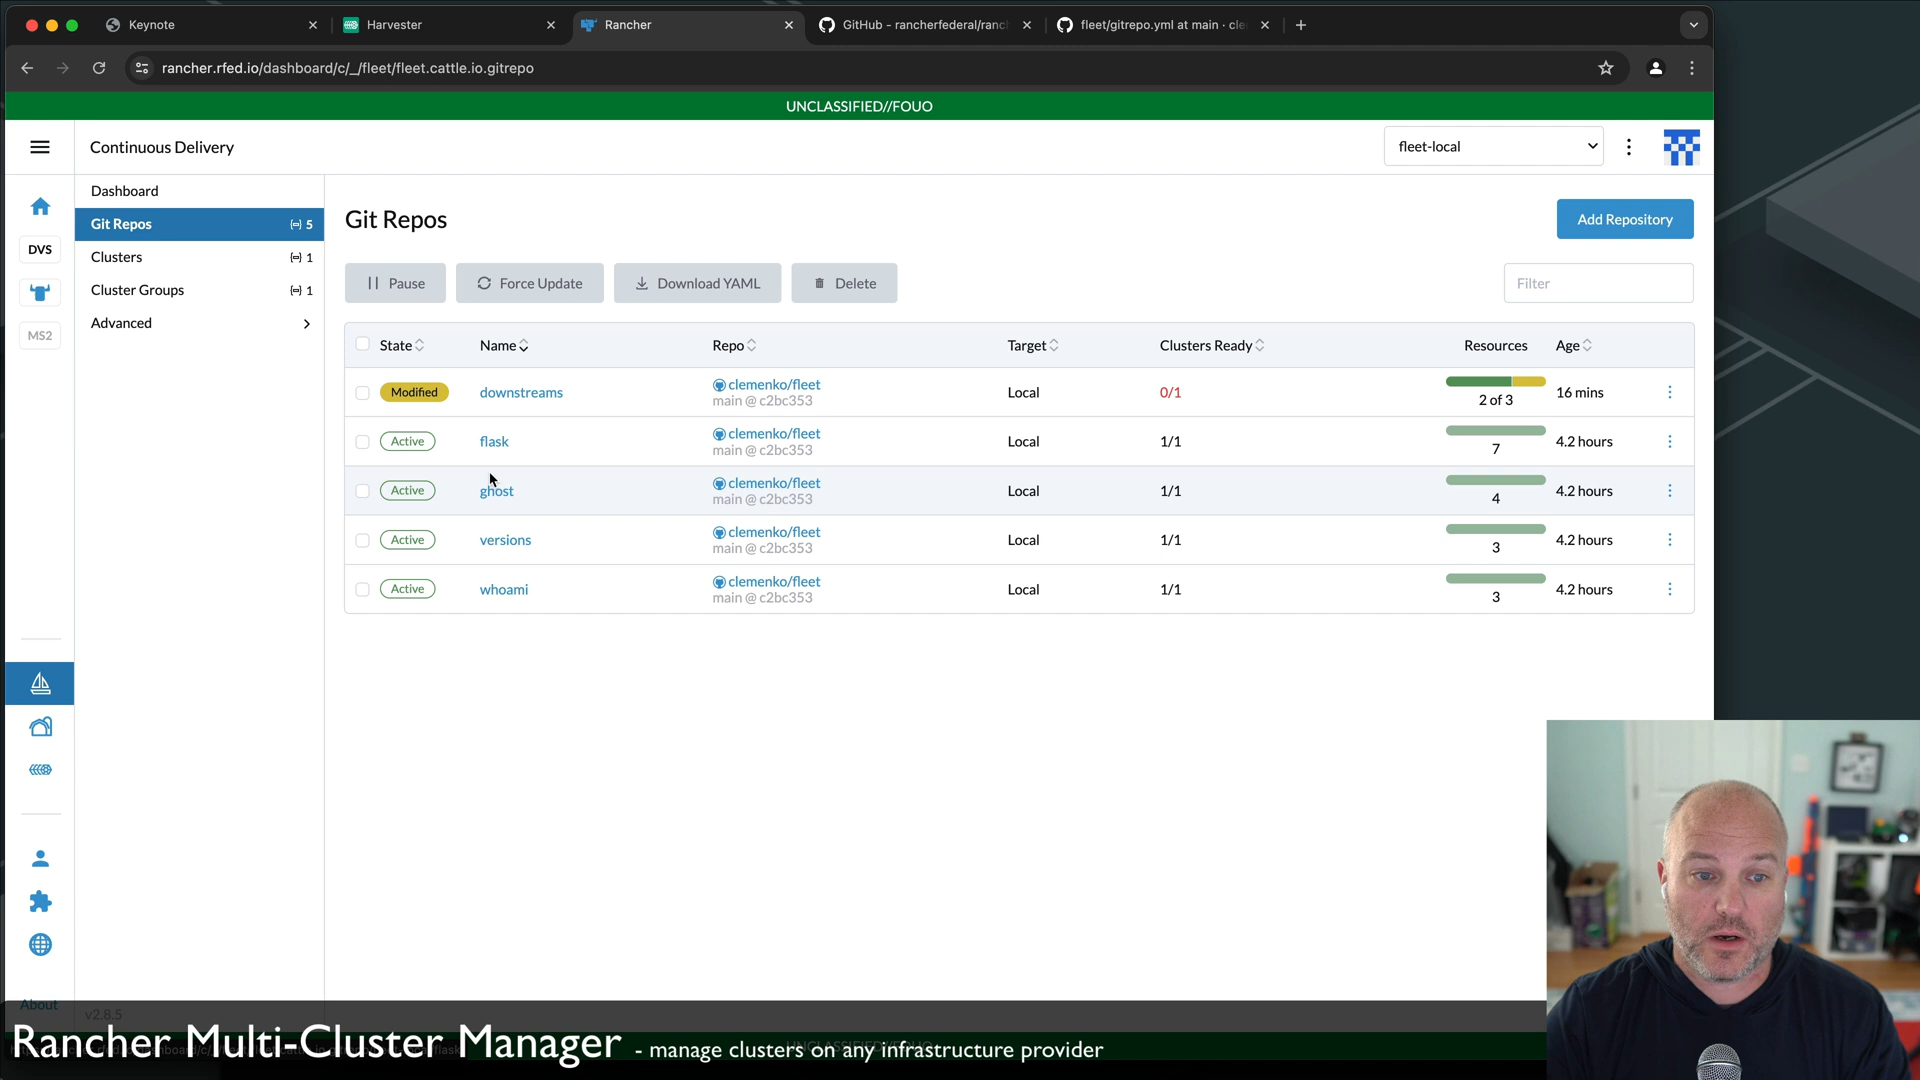 Keynote
Harvester
Rancher
GitHub - rancherfederal/ranc
fleet/gitrepo.yml at main · cle
rancher.rfed.io/dashboard/c/_/fleet/fleet.cattle.io.gitrepo
UNCLASSIFIED//FOUO
Continuous Delivery
fleet-local
DVS
MS2
About
Dashboard
Git Repos 5
Clusters 1
Cluster Groups 1
Advanced
v2.8.5
Git Repos
Add Repository
Pause
Force Update
Download YAML
Delete
Filter
State Name Repo Target Clusters Ready Resources Age
Modified downstreams clemenko/fleet Local 0/1 2 of 3 16 mins
main @ c2bc353
Active flask clemenko/fleet Local 1/1 7 4.2 hours
main @ c2bc353
Active ghost clemenko/fleet Local 1/1 4 4.2 hours
main @ c2bc353
Active versions clemenko/fleet Local 1/1 3 4.2 hours
main @ c2bc353
Active whoami clemenko/fleet Local 1/1 3 4.2 hours
main @ c2bc353
Rancher Multi-Cluster Manager - manage clusters on any infrastructure provider
UNCLASSIFIED//FOUO